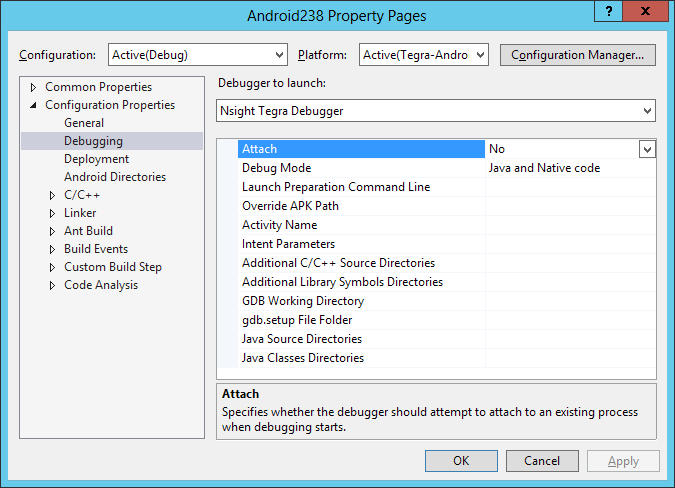 Android238 Property Pages
?
Configuration: Active(Debug) Platform: Active(Tegra-Andro Configuration Manager...
Common Properties
Configuration Properties
General
Debugging
Deployment
Android Directories
C/C++
Linker
Ant Build
Build Events
Custom Build Step
Code Analysis
Debugger to launch:
Nsight Tegra Debugger
Attach No
Debug Mode Java and Native code
Launch Preparation Command Line
Override APK Path
Activity Name
Intent Parameters
Additional C/C++ Source Directories
Additional Library Symbols Directories
GDB Working Directory
gdb.setup File Folder
Java Source Directories
Java Classes Directories
Attach
Specifies whether the debugger should attempt to attach to an existing process
when debugging starts.
OK Cancel Apply